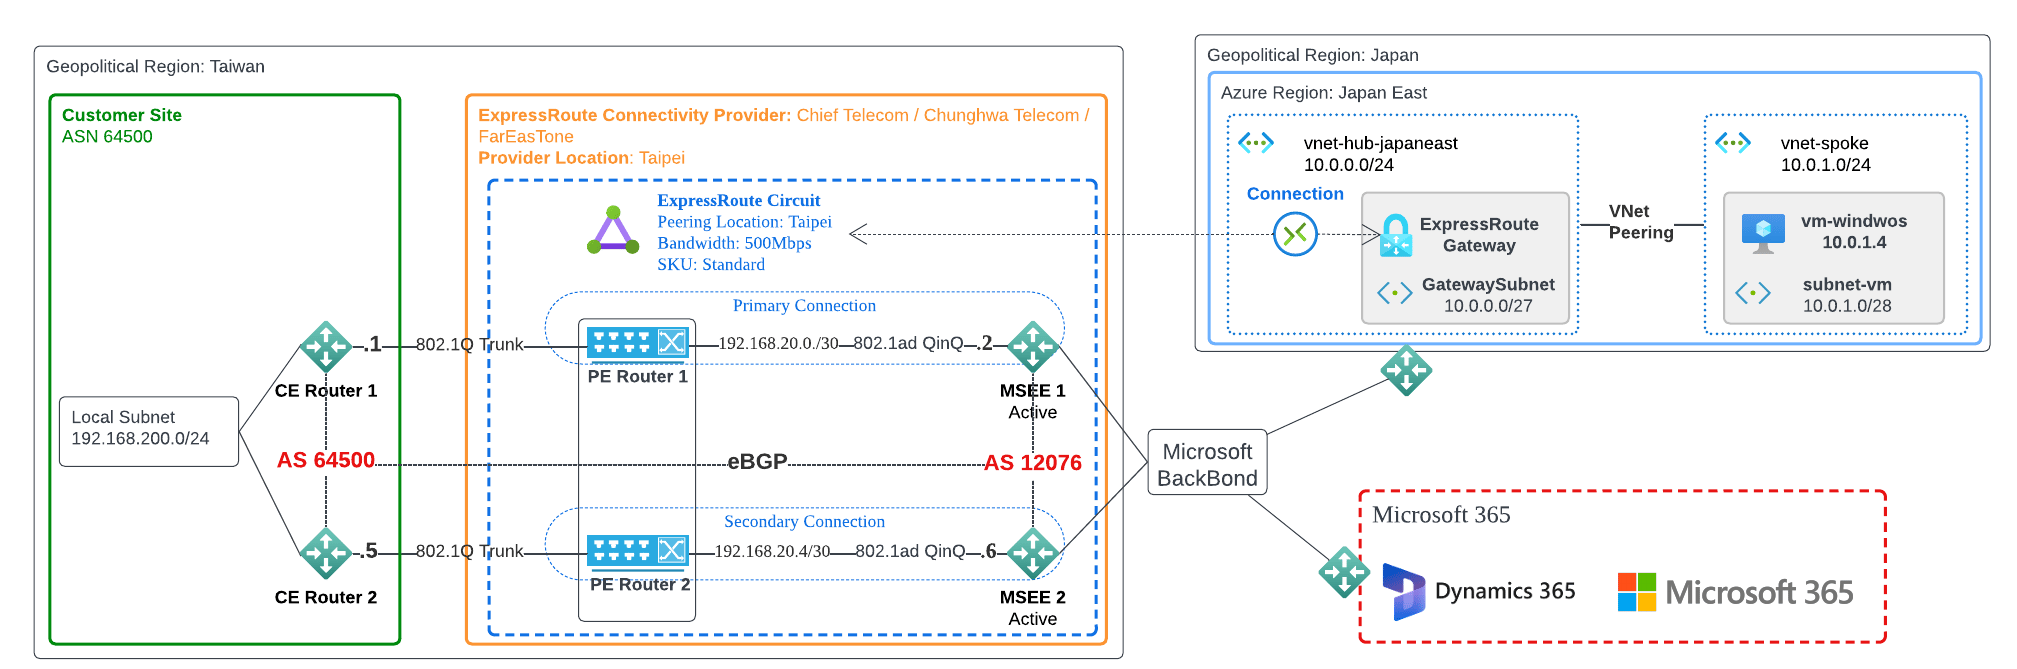 Geopolitical Region: Taiwan
Customer Site
ASN 64500
ExpressRoute Connectivity Provider: Chief Telecom / Chunghwa Telecom /
FarEasTone
Provider Location: Taipei
ExpressRoute Circuit
Peering Location: Taipei
Bandwidth: 500Mbps
SKU: Standard
Primary Connection
.1
802.1Q Trunk
192.168.20.0./30
802.1ad QinQ
.2
PE Router 1
CE Router 1
MSEE 1
Active
Local Subnet
192.168.200.0/24
AS 64500
eBGP
AS 12076
Secondary Connection
.5
802.1Q Trunk
192.168.20.4/30
802.1ad QinQ
.6
PE Router 2
CE Router 2
MSEE 2
Active
Microsoft
BackBond
Geopolitical Region: Japan
Azure Region: Japan East
vnet-hub-japaneast
10.0.0.0/24
Connection
ExpressRoute
Gateway
GatewaySubnet
10.0.0.0/27
VNet
Peering
vnet-spoke
10.0.1.0/24
vm-windwos
10.0.1.4
subnet-vm
10.0.1.0/28
Microsoft 365
Dynamics 365
Microsoft 365